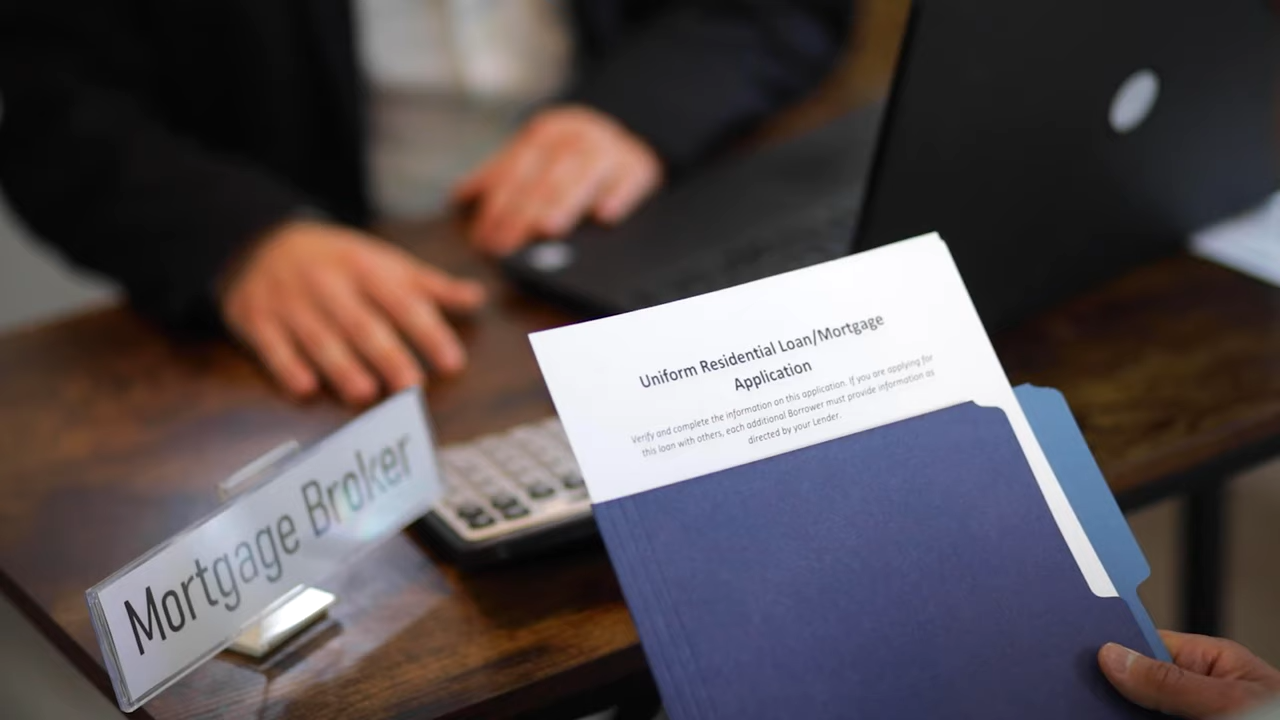 Uniform Residential Loan/Mortgage
Application
Verify and complete the information on this application. If you are applying for
this loan with others, each additional Borrower must provide information as
directed by your Lender.
Mortgage Broker